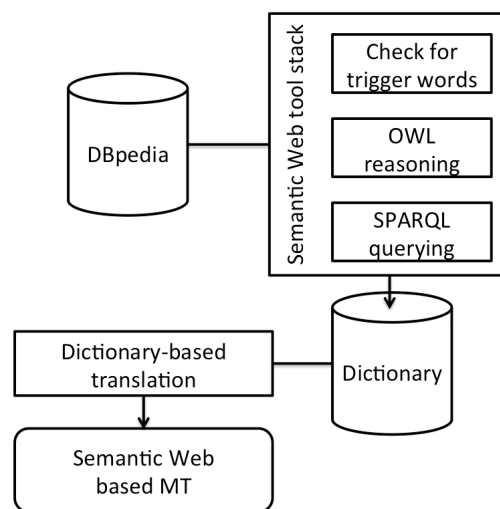 DBpedia
Semantic Web tool stack
Check for
trigger words
OWL
reasoning
SPARQL
querying
Dictionary-based
translation
Dictionary
Semantic Web
based MT